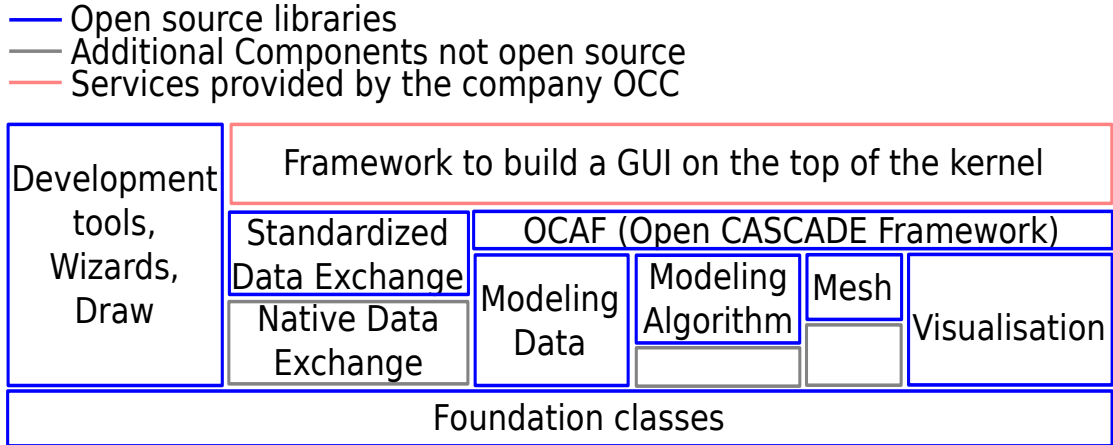 Open source libraries
Additional Components not open source
Services provided by the company OCC
Development
tools,
Wizards,
Draw
Framework to build a GUI on the top of the kernel
Standardized
Data Exchange
Native Data
Exchange
OCAF (Open CASCADE Framework)
Modeling
Data
Modeling
Algorithm
Mesh
Visualisation
Foundation classes